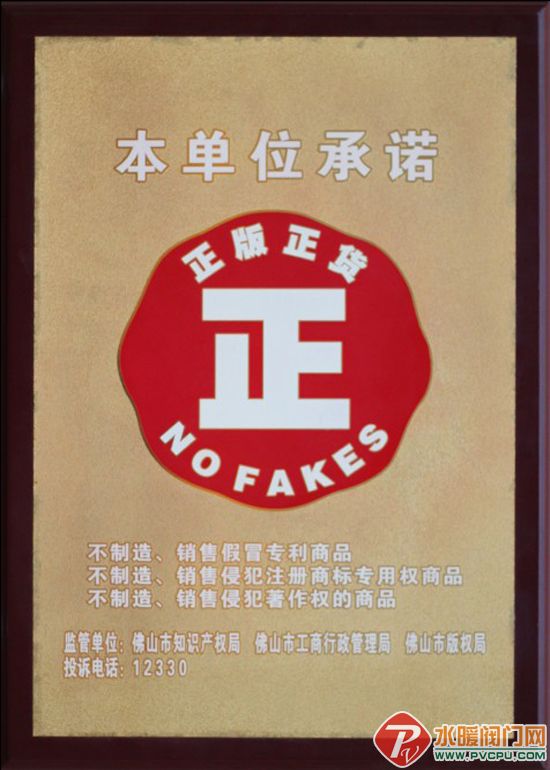 本单位承诺
正版正货
正
NO FAKES
不制造、销售假冒专利商品
不制造、销售侵犯注册商标专用权商品
不制造、销售侵犯著作权的商品
监管单位: 佛山市知识产权局 佛山市工商行政管理局 佛山市版权局
投诉电话: 12330
水暖阀门网
WWW.PVCPU.COM